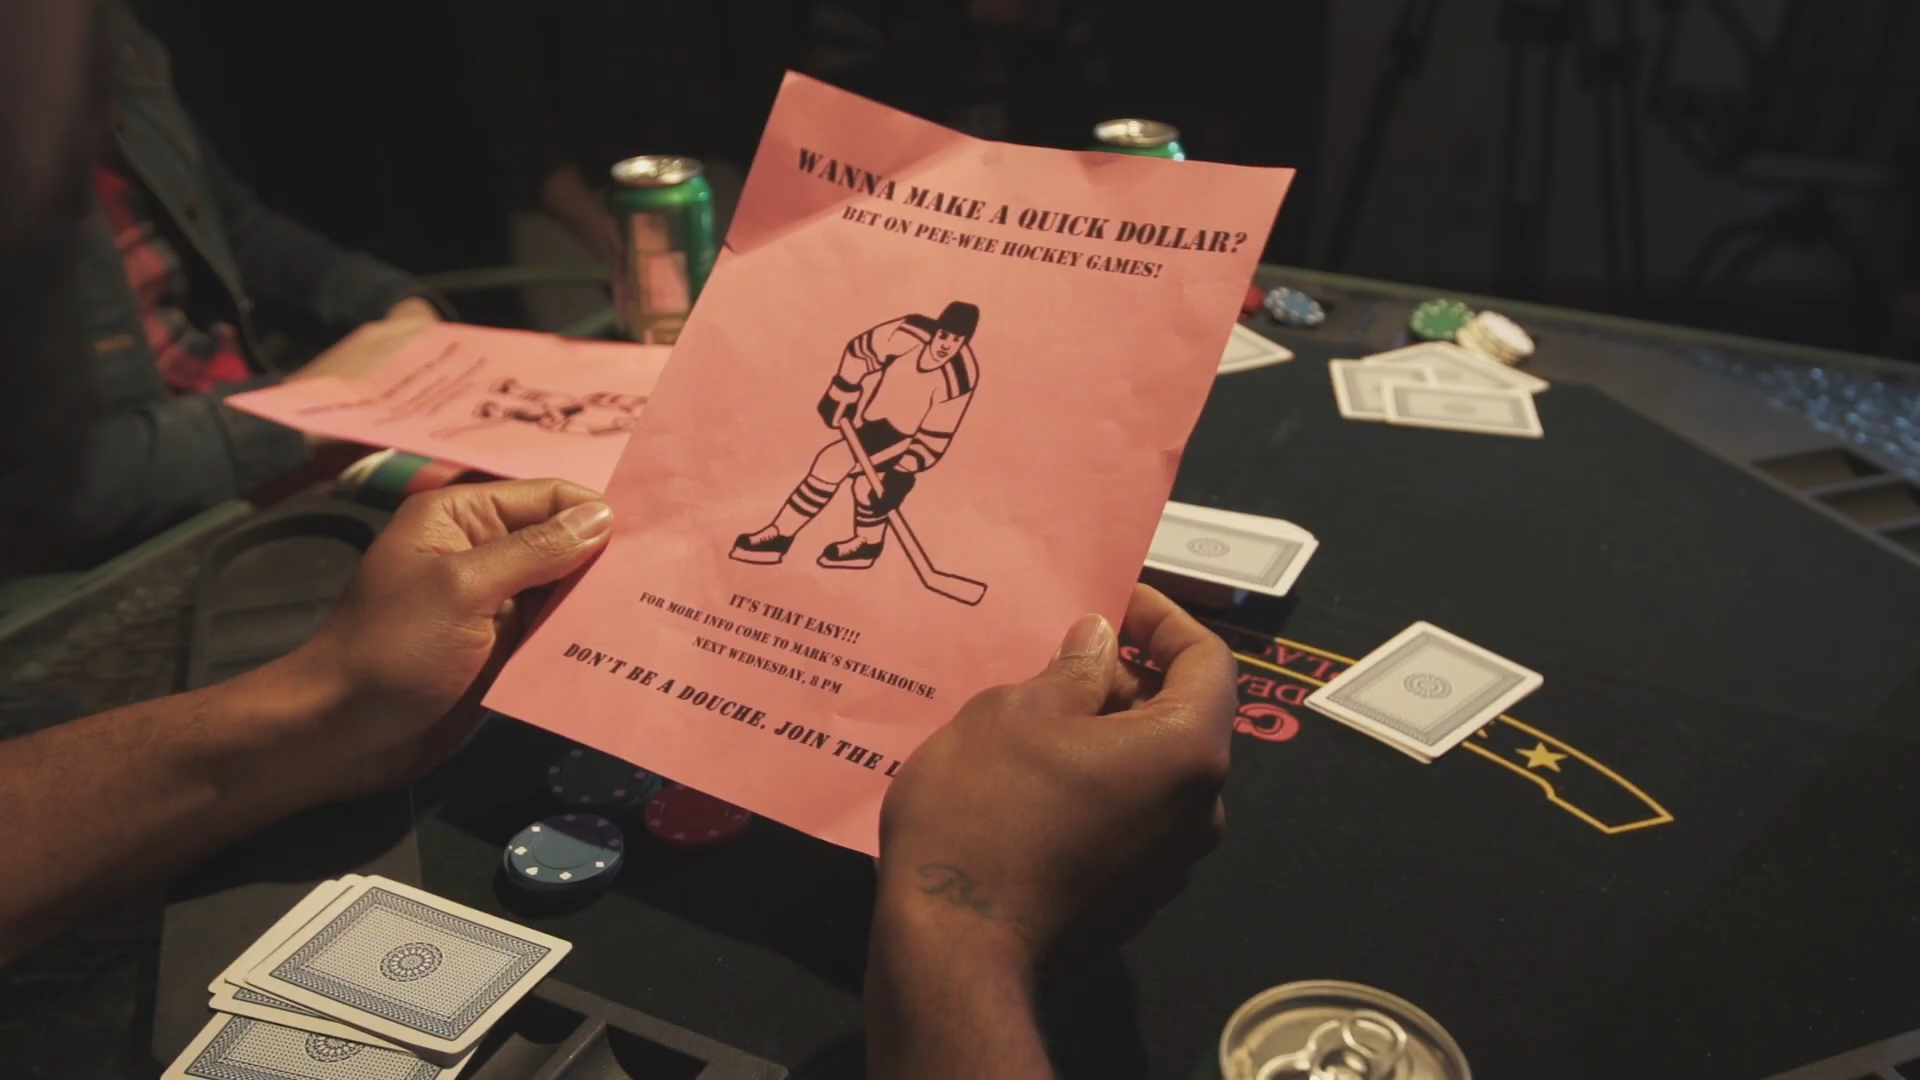 WANNA MAKE A QUICK DOLLAR?
BET ON PEE-WEE HOCKEY GAMES!
IT'S THAT EASY!!!
FOR MORE INFO COME TO MARK'S STEAKHOUSE
NEXT WEDNESDAY, 8 PM
DON'T BE A DOUCHE. JOIN THE L
Be